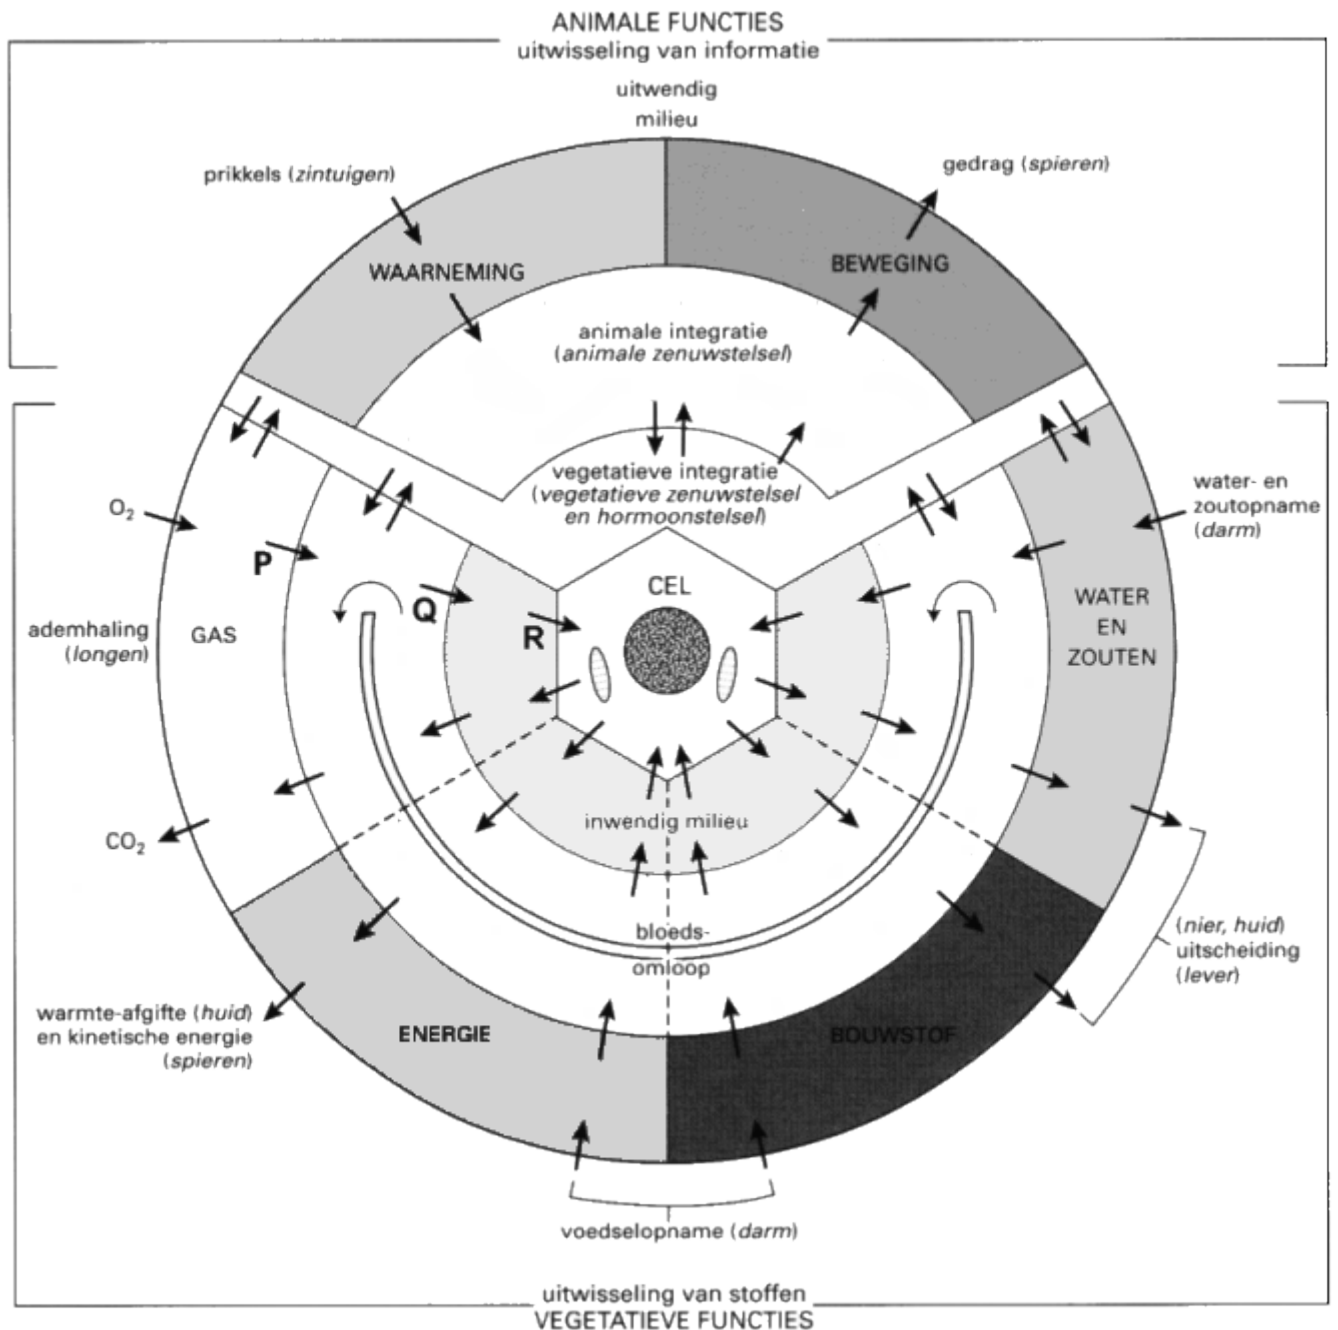 ANIMALE FUNCTIES
uitwisseling van informatie
uitwendig
milieu
prikkels (zintuigen)
gedrag (spieren)
WAARNEMING
BEWEGING
animale integratie
(animale zenuwstelsel)
vegetatieve integratie
(vegetatieve zenuwstelsel
en hormoonstelsel)
water- en
zoutopname
(darm)
O₂
P
Q
R
CEL
GAS
ademhaling
(longen)
WATER
EN
ZOUTEN
CO₂
inwendig milieu
bloeds-
omloop
(nier, huid)
uitscheiding
(lever)
warmte-afgifte (huid)
en kinetische energie
(spieren)
ENERGIE
BOUWSTOF
voedselopname (darm)
uitwisseling van stoffen
VEGETATIEVE FUNCTIES